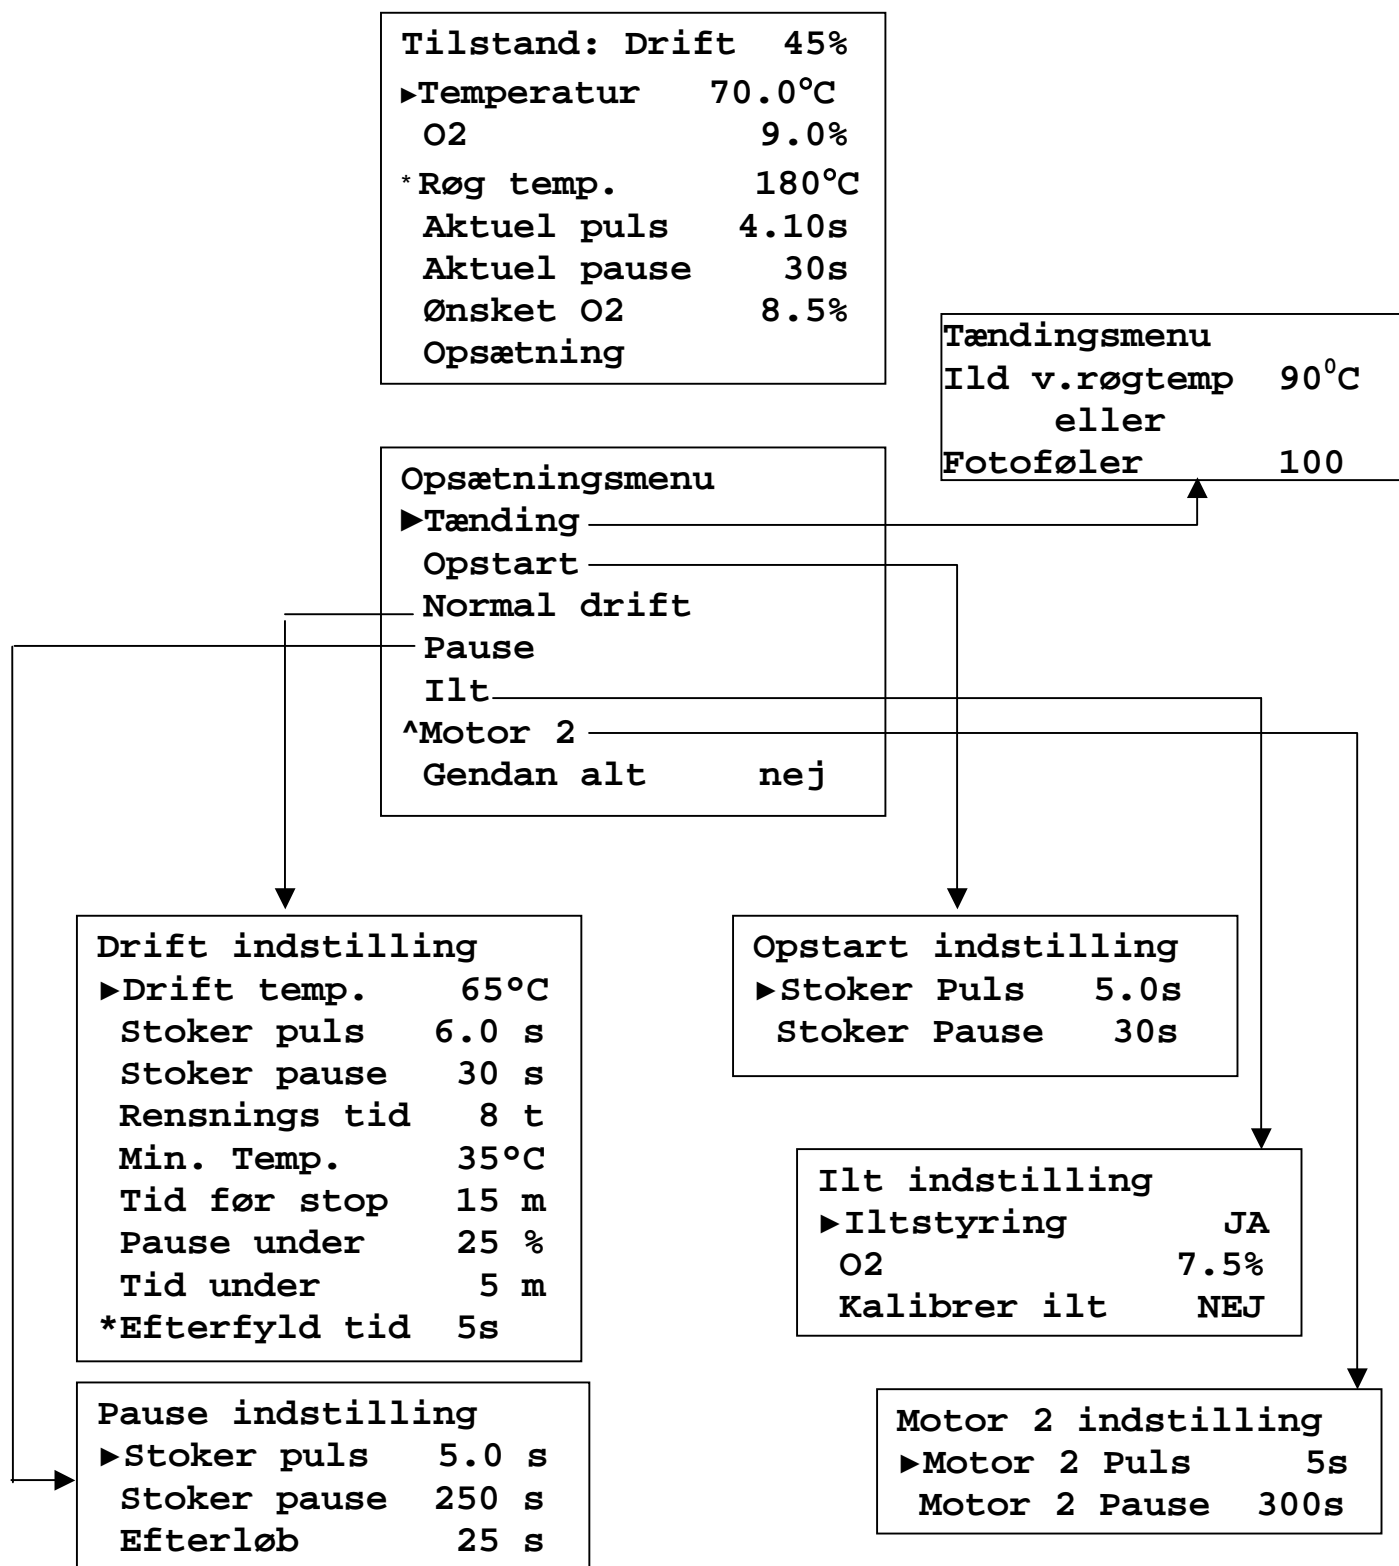 Tilstand: Drift 45%
►Temperatur 70.0°C
O2 9.0%
*Røg temp. 180°C
Aktuel puls 4.10s
Aktuel pause 30s
Ønsket O2 8.5%
Opsætning
Tændingsmenu
Ild v.røgtemp 90⁰C
eller
Fotoføler 100
Opsætningsmenu
►Tænding
Opstart
Normal drift
Pause
Ilt
^Motor 2
Gendan alt nej
Drift indstilling
►Drift temp. 65°C
Stoker puls 6.0 s
Stoker pause 30 s
Rensnings tid 8 t
Min. Temp. 35°C
Tid før stop 15 m
Pause under 25 %
Tid under 5 m
*Efterfyld tid 5s
Opstart indstilling
►Stoker Puls 5.0s
Stoker Pause 30s
Ilt indstilling
►Iltstyring JA
O2 7.5%
Kalibrer ilt NEJ
Pause indstilling
►Stoker puls 5.0 s
Stoker pause 250 s
Efterløb 25 s
Motor 2 indstilling
►Motor 2 Puls 5s
Motor 2 Pause 300s